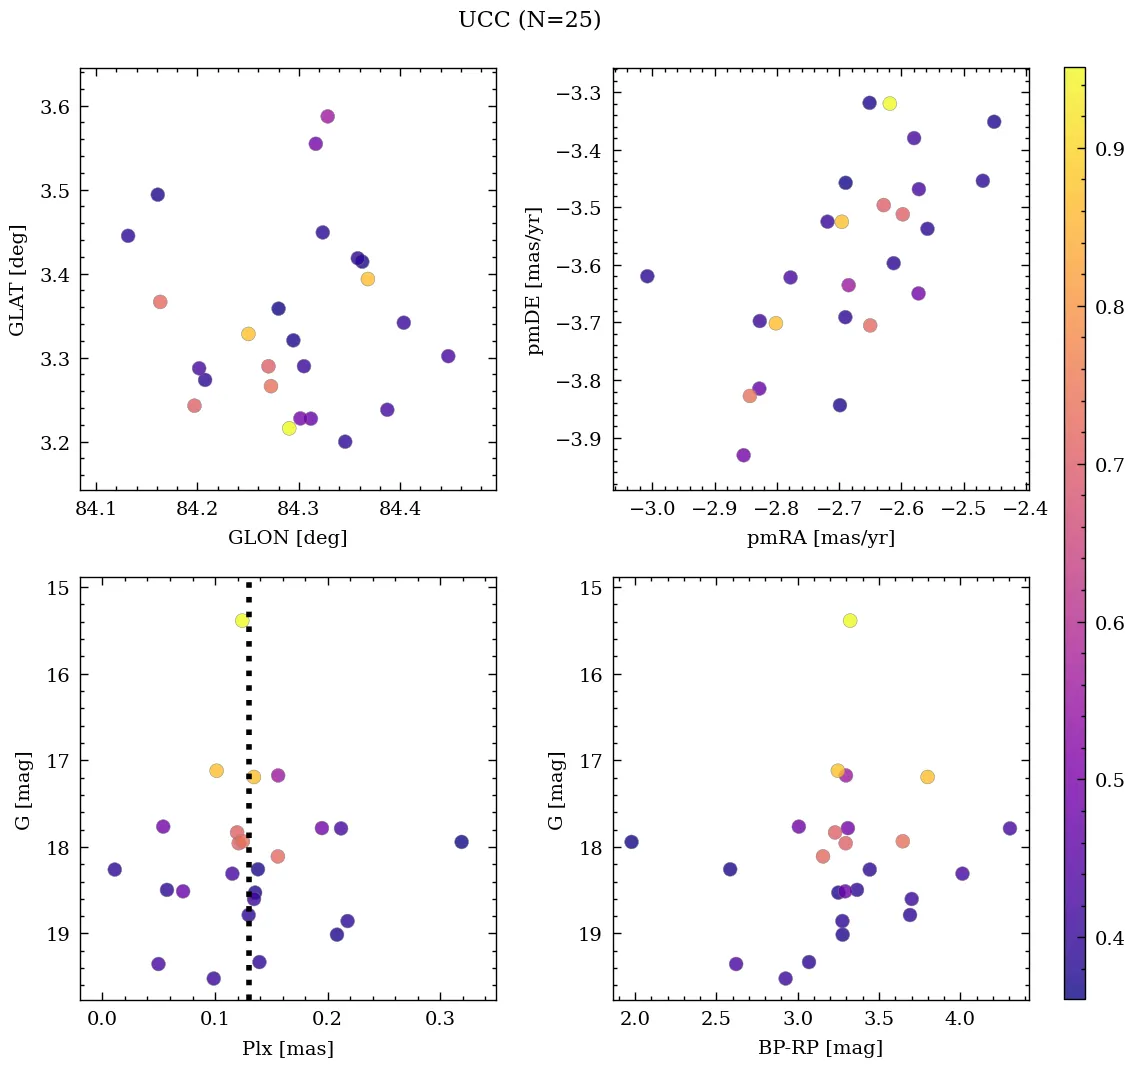 UCC (N=25)
3.6
3.5
3.4
3.3
3.2
GLAT [deg]
84.1 84.2 84.3 84.4
GLON [deg]
−3.3
−3.4
−3.5
−3.6
−3.7
−3.8
−3.9
pmDE [mas/yr]
−3.0 −2.9 −2.8 −2.7 −2.6 −2.5 −2.4
pmRA [mas/yr]
15
16
17
18
19
G [mag]
0.0 0.1 0.2 0.3
Plx [mas]
15
16
17
18
19
G [mag]
2.0 2.5 3.0 3.5 4.0
BP-RP [mag]
0.9
0.8
0.7
0.6
0.5
0.4